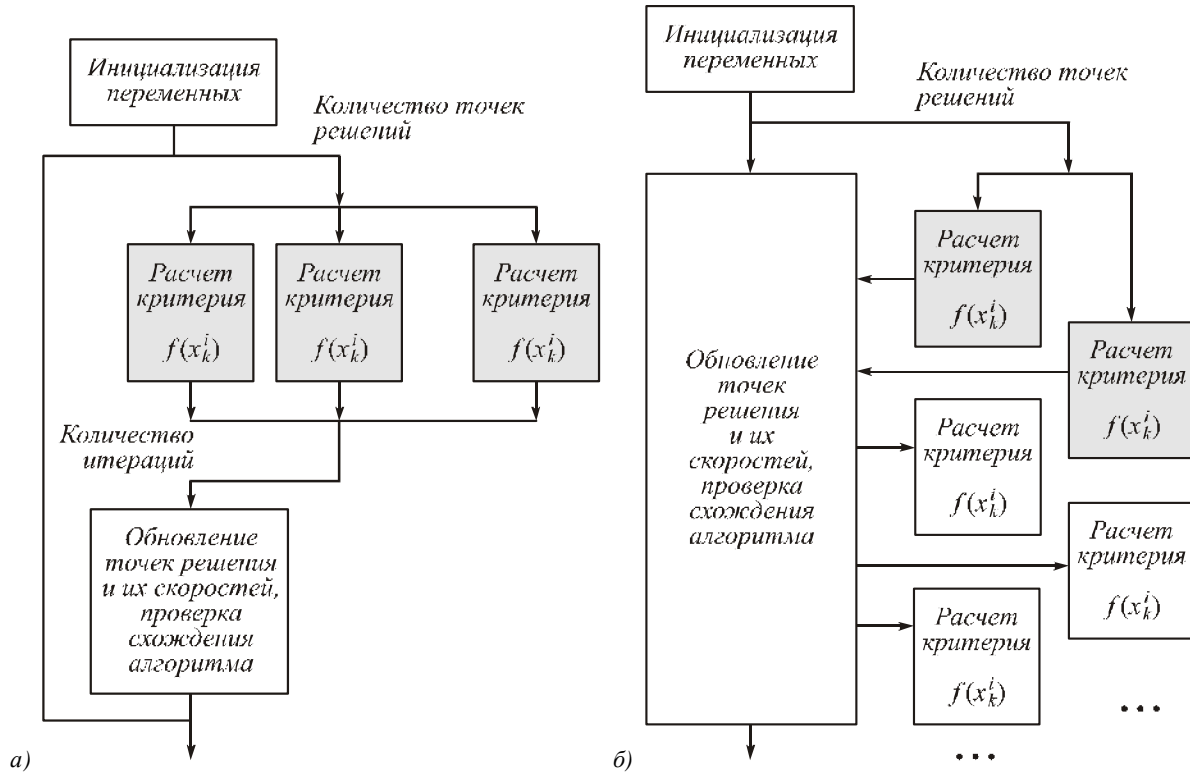 Инициализация
переменных
Количество точек
решений
Расчет
критерия
f(x_k^i)
Расчет
критерия
f(x_k^i)
Расчет
критерия
f(x_k^i)
Количество
итераций
Обновление
точек решения
и их скоростей,
проверка
схождения
алгоритма
а)
Инициализация
переменных
Количество точек
решений
Обновление
точек
решения
и их
скоростей,
проверка
схождения
алгоритма
Расчет
критерия
f(x_k^i)
Расчет
критерия
f(x_k^i)
Расчет
критерия
f(x_k^i)
Расчет
критерия
f(x_k^i)
Расчет
критерия
f(x_k^i)
...
...
б)